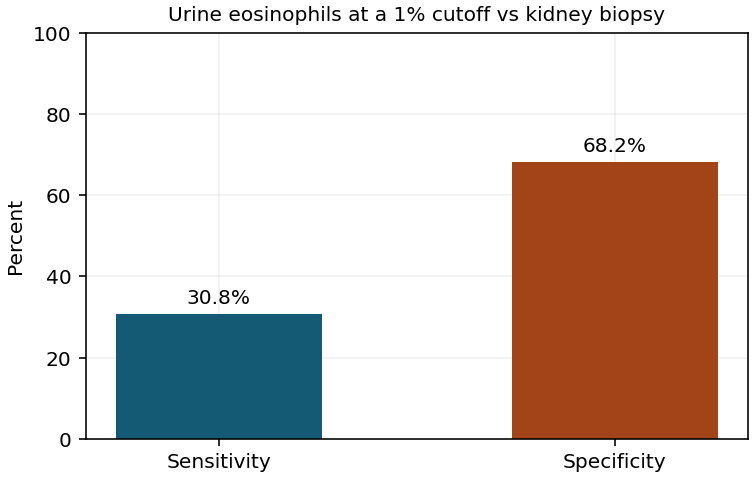 Urine eosinophils at a 1% cutoff vs kidney biopsy
100
80
60
40
20
0
Percent
30.8%
68.2%
Sensitivity
Specificity